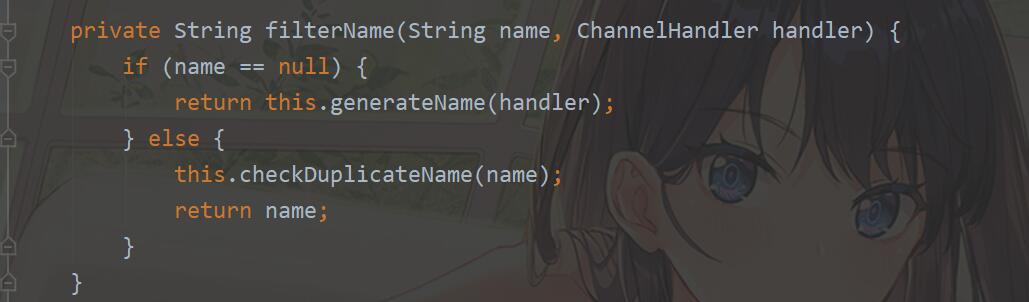 private String filterName(String name, ChannelHandler handler) {
    if (name == null) {
        return this.generateName(handler);
    } else {
        this.checkDuplicateName(name);
        return name;
    }
}